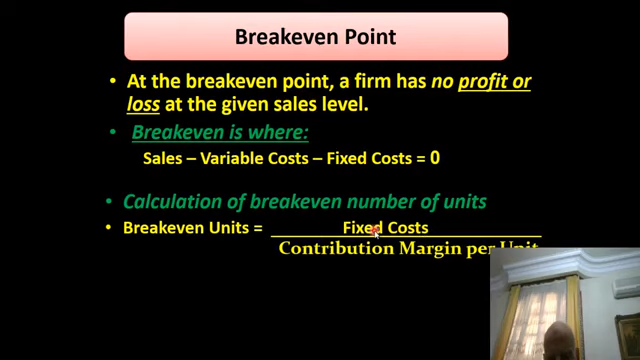 Breakeven Point
• At the breakeven point, a firm has no profit or
loss at the given sales level.
• Breakeven is where:
Sales – Variable Costs – Fixed Costs = 0
• Calculation of breakeven number of units
• Breakeven Units = Fixed Costs
Contribution Margin per Unit